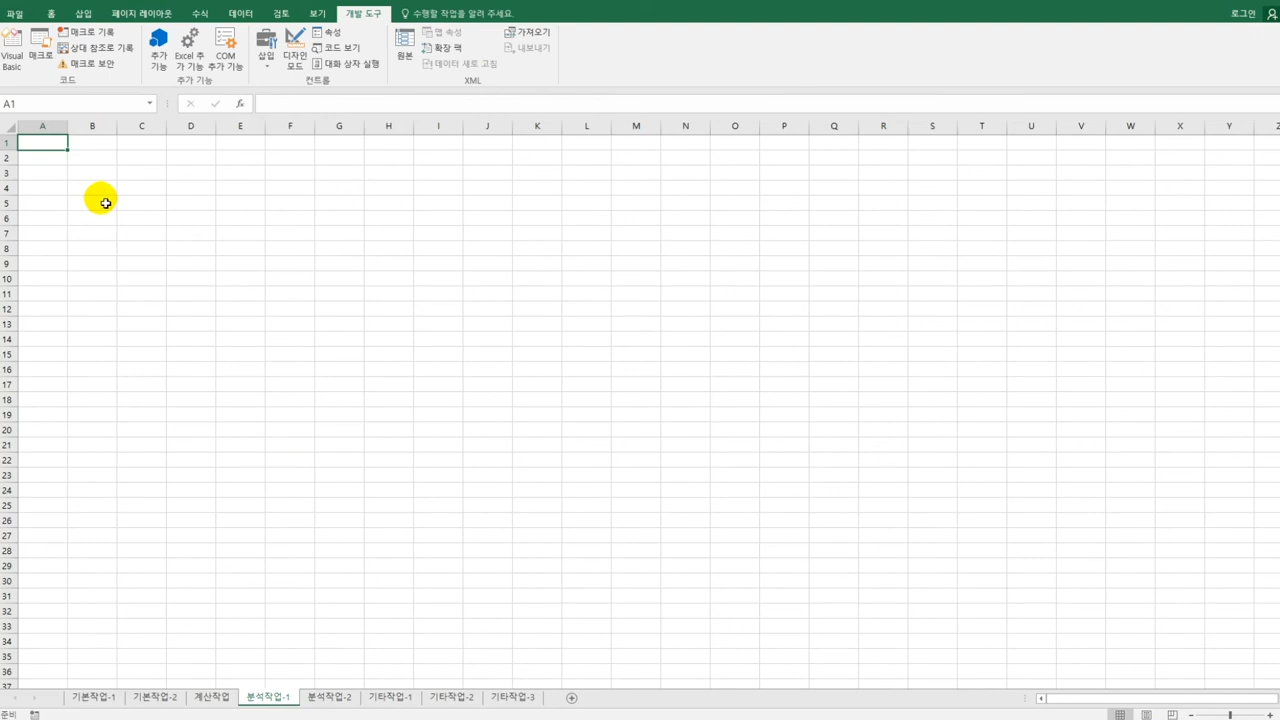 파일 홈 삽입 페이지 레이아웃 수식 데이터 검토 보기 개발 도구 수행할 작업을 알려 주세요. 로그인
Visual Basic
매크로
매크로 기록
상대 참조로 기록
매크로 보안
코드
추가 기능
Excel 추가 기능
COM 추가 기능
추가 기능
삽입
디자인 모드
속성
코드 보기
대화 상자 실행
컨트롤
원본
맵 속성
확장 팩
데이터 새로 고침
가져오기
내보내기
XML
A1 fx
A B C D E F G H I J K L M N O P Q R S T U V W X Y Z
1
2
3
4
5
6
7
8
9
10
11
12
13
14
15
16
17
18
19
20
21
22
23
24
25
26
27
28
29
30
31
32
33
34
35
36
37
기본작업-1 기본작업-2 계산작업 분석작업-1 분석작업-2 기타작업-1 기타작업-2 기타작업-3
준비